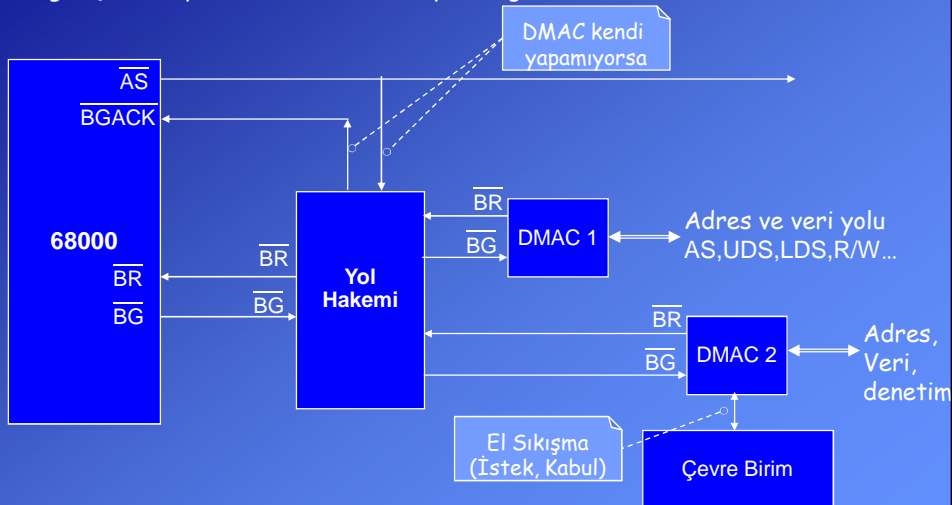 DMAC kendi
yapamıyorsa
AS
BGACK
68000
BR
BG
BR
BG
Yol
Hakemi
BR
BG
DMAC 1
Adres ve veri yolu
AS,UDS,LDS,R/W...
BR
BG
DMAC 2
Adres,
Veri,
denetim
El Sıkışma
(İstek, Kabul)
Çevre Birim